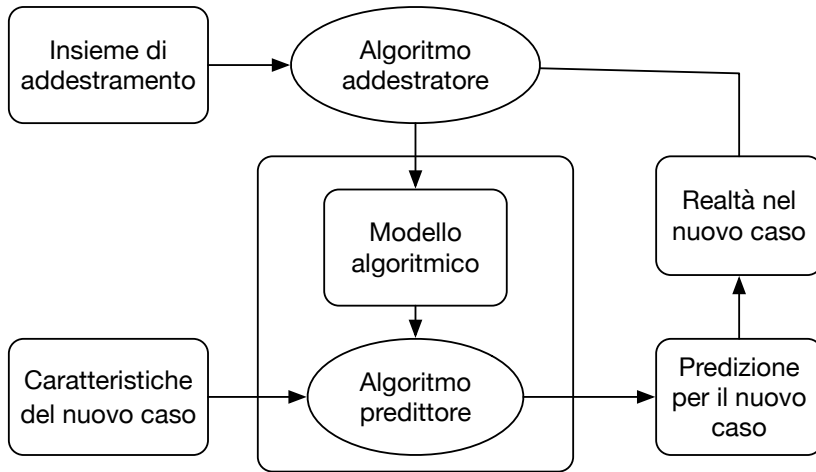 Insieme di
addestramento
Algoritmo
addestratore
Modello
algoritmico
Realtà nel
nuovo caso
Caratteristiche
del nuovo caso
Algoritmo
predittore
Predizione
per il nuovo
caso